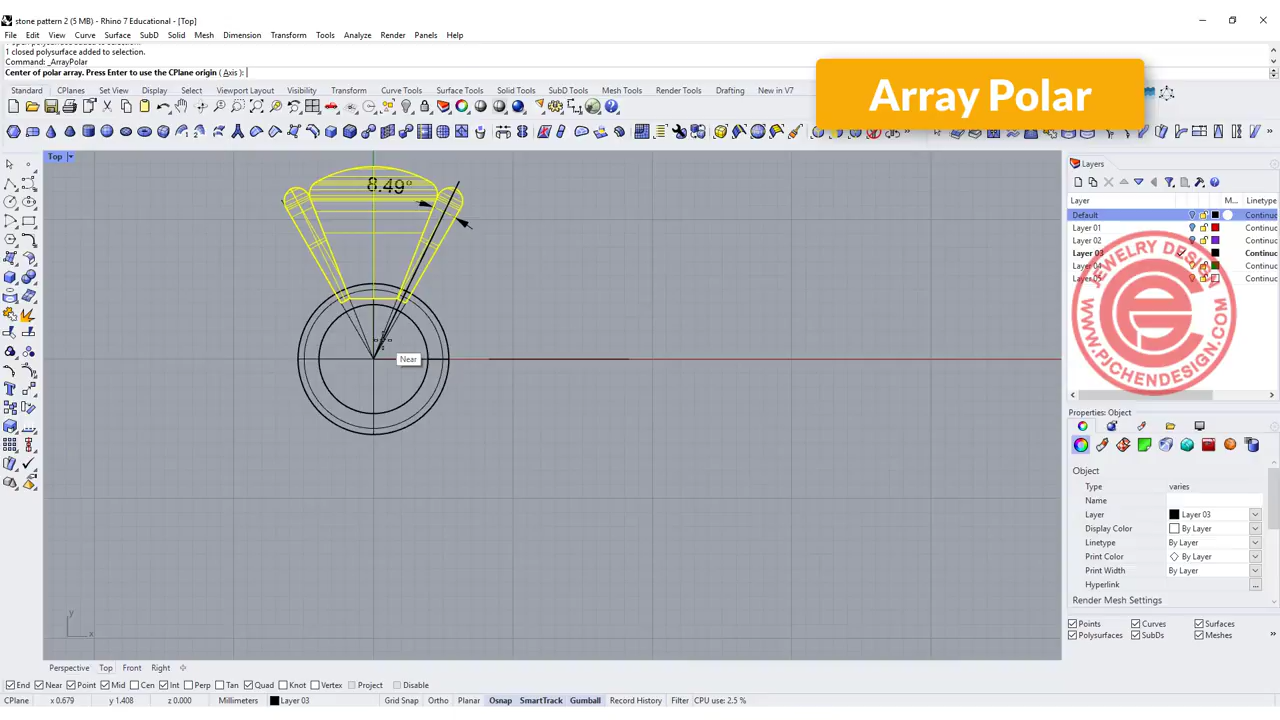 stone pattern 2 (5 MB) - Rhino 7 Educational - [Top]
File Edit View Curve Surface SubD Solid Mesh Dimension Transform Tools Analyze Render Panels Help
1 closed polysurface added to selection.
Command: _ArrayPolar
Center of polar array. Press Enter to use the CPlane origin ( Axis ):
Array Polar
Standard CPlanes Set View Display Select Viewport Layout Visibility Transform Curve Tools Surface Tools Solid Tools SubD Tools Mesh Tools Render Tools Drafting New in V7
Top
8.49°
Near
y
x
Layers
Layer M... Linetype
Default Continuc
Layer 01 Continuc
Layer 02 Continuc
Layer 03 Continuc
Layer 04 Continuc
Continuc
JEWELRY DESIGN
WWW.PJCHENDESIGN.COM
Properties: Object
Object
Type varies
Name
Layer Layer 03
Display Color By Layer
Linetype By Layer
Print Color By Layer
Print Width By Layer
Hyperlink ...
Render Mesh Settings
Points Curves Surfaces
Polysurfaces SubDs Meshes
Perspective Top Front Right
End Near Point Mid Cen Int Perp Tan Quad Knot Vertex Project Disable
CPlane x 0.679 y 1.408 z 0.000 Millimeters Layer 03 Grid Snap Ortho Planar Osnap SmartTrack Gumball Record History Filter CPU use: 2.5 %